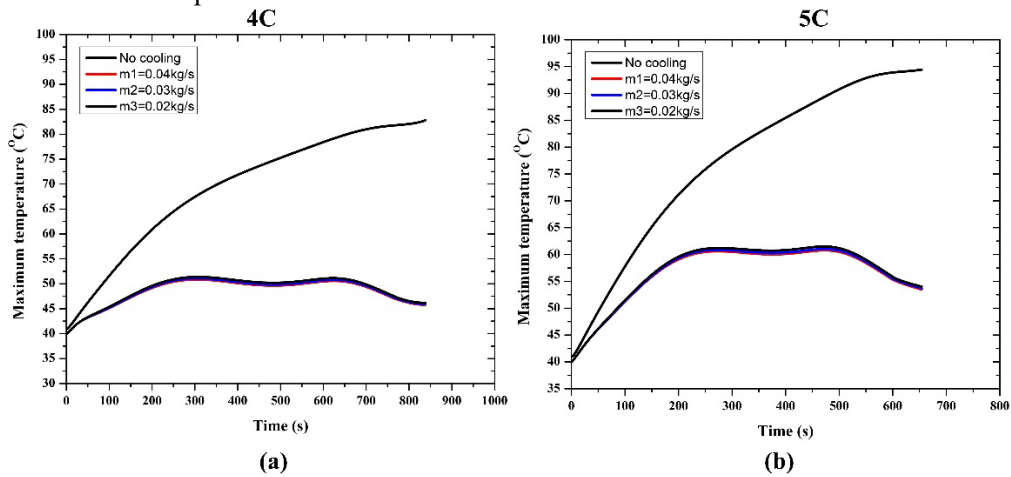 4C
100
95
90
85
80
75
70
65
60
55
50
45
40
35
30
Maximum temperature (°C)
No cooling
m1=0.04kg/s
m2=0.03kg/s
m3=0.02kg/s
0 100 200 300 400 500 600 700 800 900 1000
Time (s)
(a)
5C
100
95
90
85
80
75
70
65
60
55
50
45
40
35
Maximum temperature (°C)
No cooling
m1=0.04kg/s
m2=0.03kg/s
m3=0.02kg/s
0 100 200 300 400 500 600 700 800
Time (s)
(b)